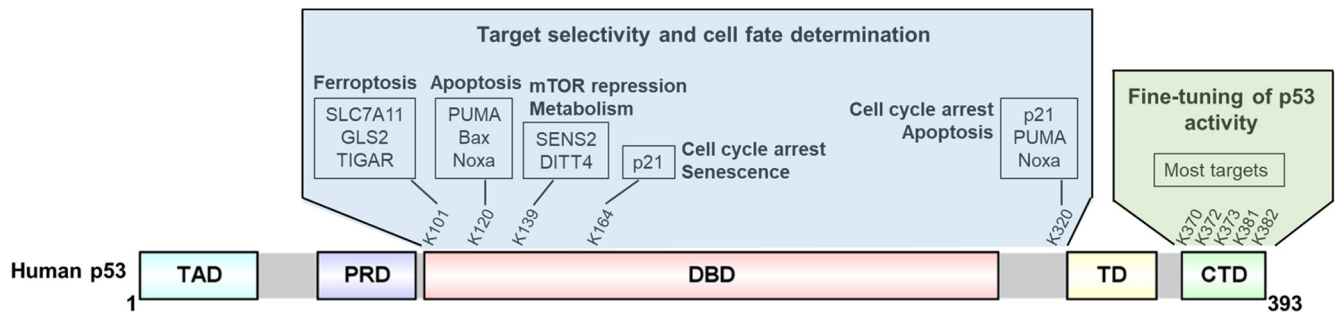 Target selectivity and cell fate determination
Ferroptosis
SLC7A11
GLS2
TIGAR
Apoptosis
PUMA
Bax
Noxa
mTOR repression
Metabolism
SENS2
DITT4
p21
Cell cycle arrest
Senescence
Cell cycle arrest
Apoptosis
p21
PUMA
Noxa
Fine-tuning of p53
activity
Most targets
K101
K120
K139
K164
K320
K370
K372
K373
K381
K382
Human p53
TAD
PRD
DBD
TD
CTD
1
393